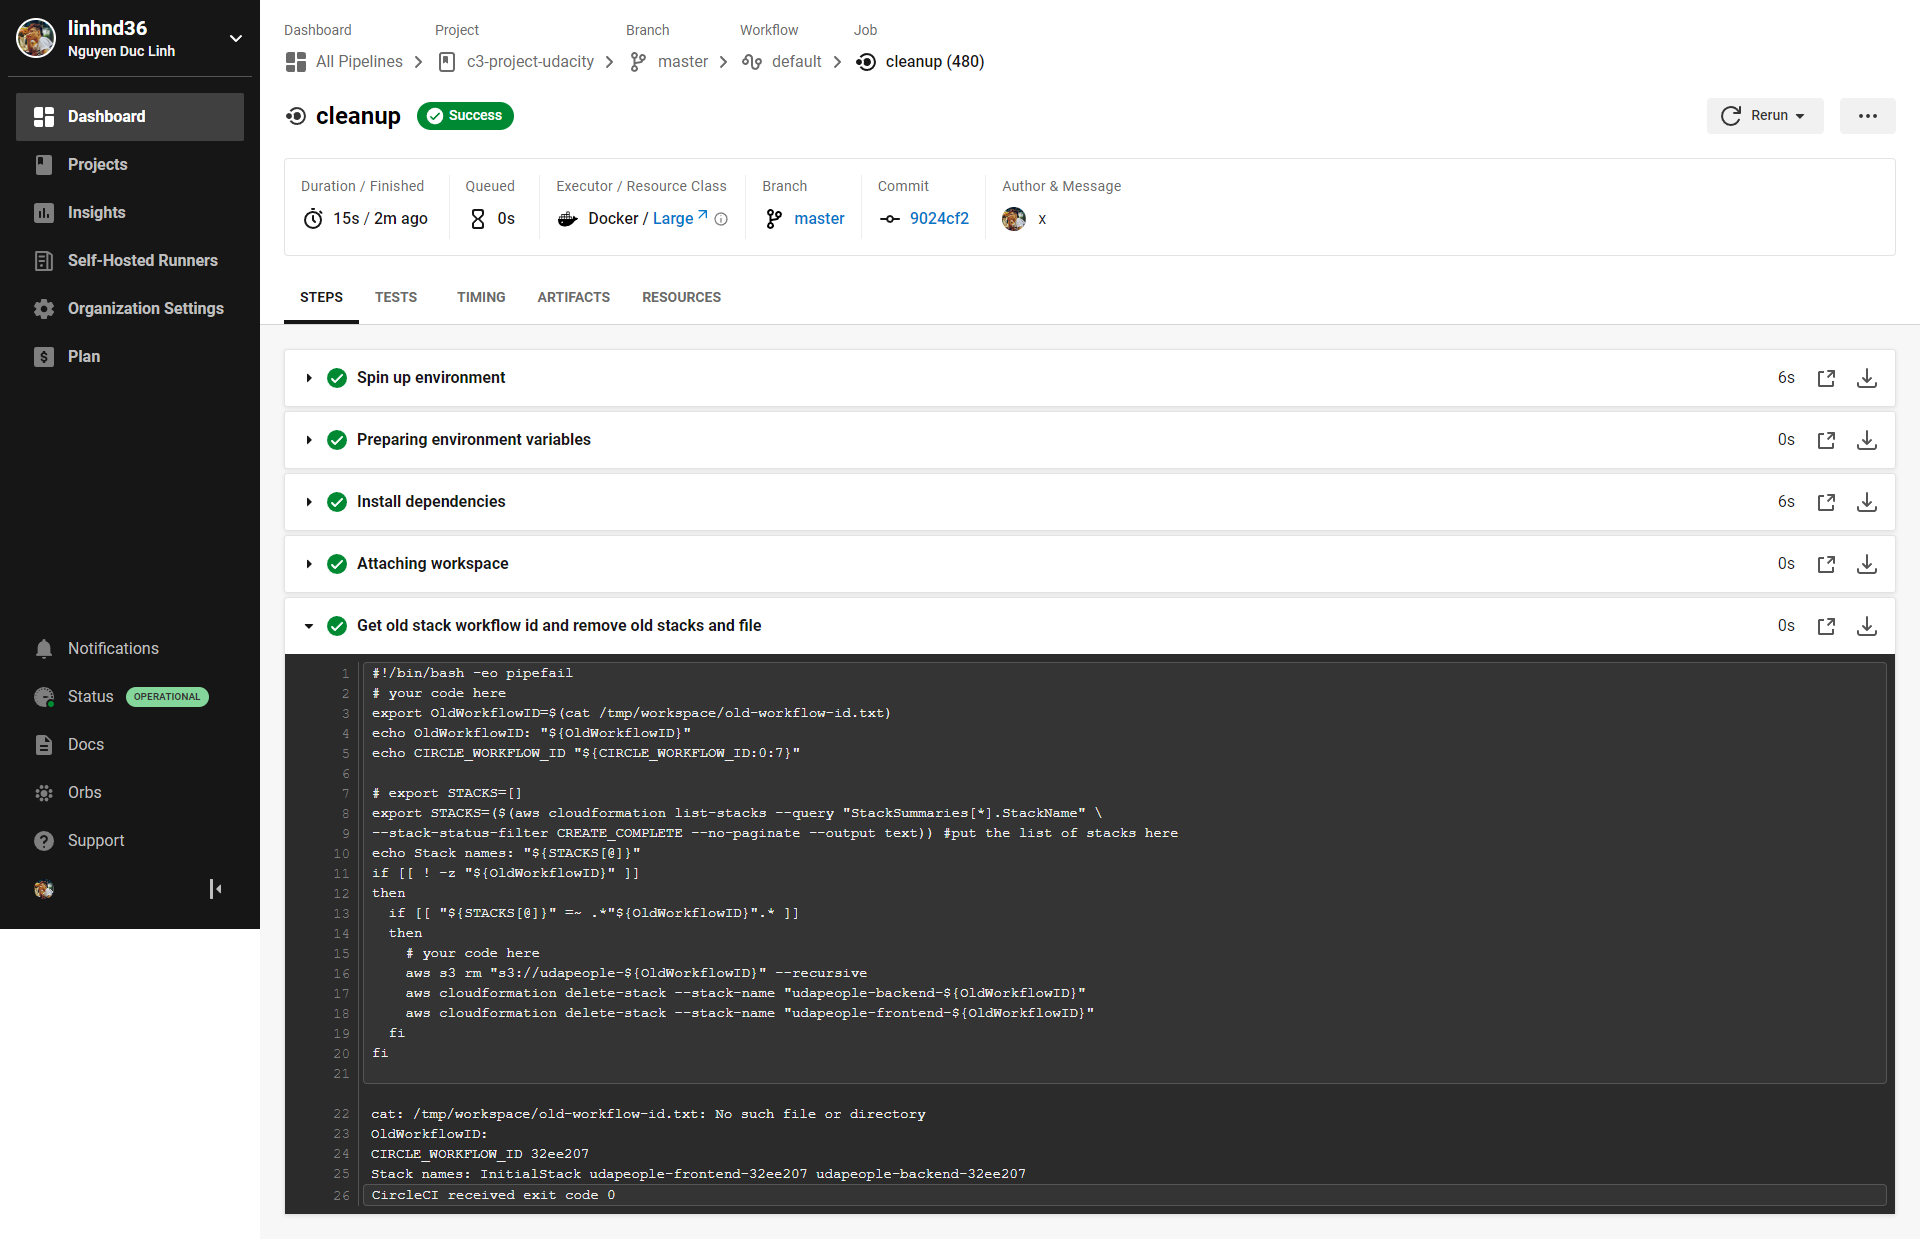 linhnd36
Nguyen Duc Linh
Dashboard
Projects
Insights
Self-Hosted Runners
Organization Settings
Plan
Notifications
Status OPERATIONAL
Docs
Orbs
Support
Dashboard Project Branch Workflow Job
All Pipelines c3-project-udacity master default cleanup (480)
cleanup Success
Rerun
Duration / Finished Queued Executor / Resource Class Branch Commit Author & Message
15s / 2m ago 0s Docker / Large master 9024cf2 x
STEPS TESTS TIMING ARTIFACTS RESOURCES
Spin up environment 6s
Preparing environment variables 0s
Install dependencies 6s
Attaching workspace 0s
Get old stack workflow id and remove old stacks and file 0s
1 #!/bin/bash -eo pipefail
2 # your code here
3 export OldWorkflowID=$(cat /tmp/workspace/old-workflow-id.txt)
4 echo OldWorkflowID: "${OldWorkflowID}"
5 echo CIRCLE_WORKFLOW_ID "${CIRCLE_WORKFLOW_ID:0:7}"
6
7 # export STACKS=[]
8 export STACKS=($(aws cloudformation list-stacks --query "StackSummaries[*].StackName" \
9 --stack-status-filter CREATE_COMPLETE --no-paginate --output text)) #put the list of stacks here
10 echo Stack names: "${STACKS[@]}"
11 if [[ ! -z "${OldWorkflowID}" ]]
12 then
13   if [[ "${STACKS[@]}" =~ .*"${OldWorkflowID}".* ]]
14   then
15     # your code here
16     aws s3 rm "s3://udapeople-${OldWorkflowID}" --recursive
17     aws cloudformation delete-stack --stack-name "udapeople-backend-${OldWorkflowID}"
18     aws cloudformation delete-stack --stack-name "udapeople-frontend-${OldWorkflowID}"
19   fi
20 fi
21
22 cat: /tmp/workspace/old-workflow-id.txt: No such file or directory
23 OldWorkflowID:
24 CIRCLE_WORKFLOW_ID 32ee207
25 Stack names: InitialStack udapeople-frontend-32ee207 udapeople-backend-32ee207
26 CircleCI received exit code 0